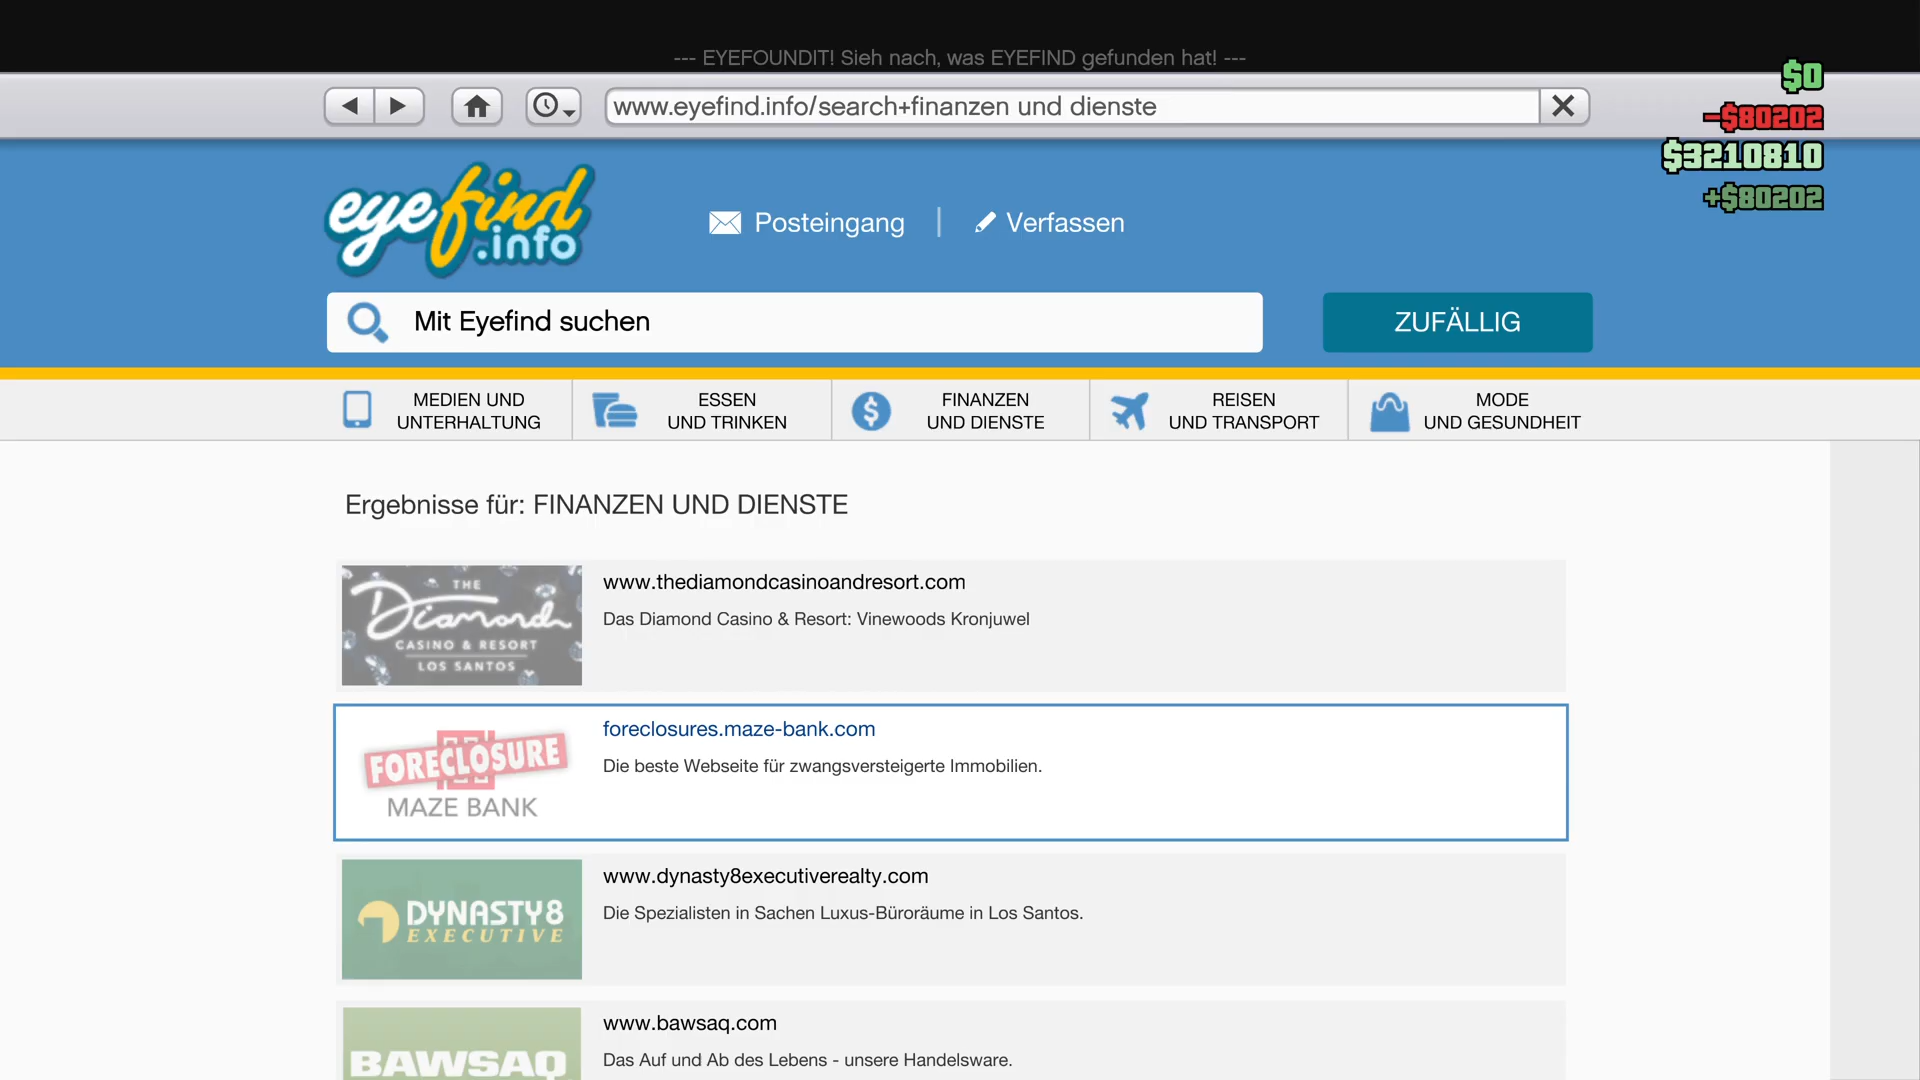 --- EYEFOUNDIT! Sieh nach, was EYEFIND gefunden hat! ---
www.eyefind.info/search+finanzen und dienste
$0
-$80202
$3210810
+$80202
eyefind
.info
Posteingang | Verfassen
Mit Eyefind suchen
ZUFÄLLIG
MEDIEN UND
UNTERHALTUNG
ESSEN
UND TRINKEN
FINANZEN
UND DIENSTE
REISEN
UND TRANSPORT
MODE
UND GESUNDHEIT
Ergebnisse für: FINANZEN UND DIENSTE
THE
Diamond
CASINO & RESORT
LOS SANTOS
www.thediamondcasinoandresort.com
Das Diamond Casino & Resort: Vinewoods Kronjuwel
FORECLOSURE
MAZE BANK
foreclosures.maze-bank.com
Die beste Webseite für zwangsversteigerte Immobilien.
DYNASTY8
EXECUTIVE
www.dynasty8executiverealty.com
Die Spezialisten in Sachen Luxus-Büroräume in Los Santos.
BAWSAQ
www.bawsaq.com
Das Auf und Ab des Lebens - unsere Handelsware.